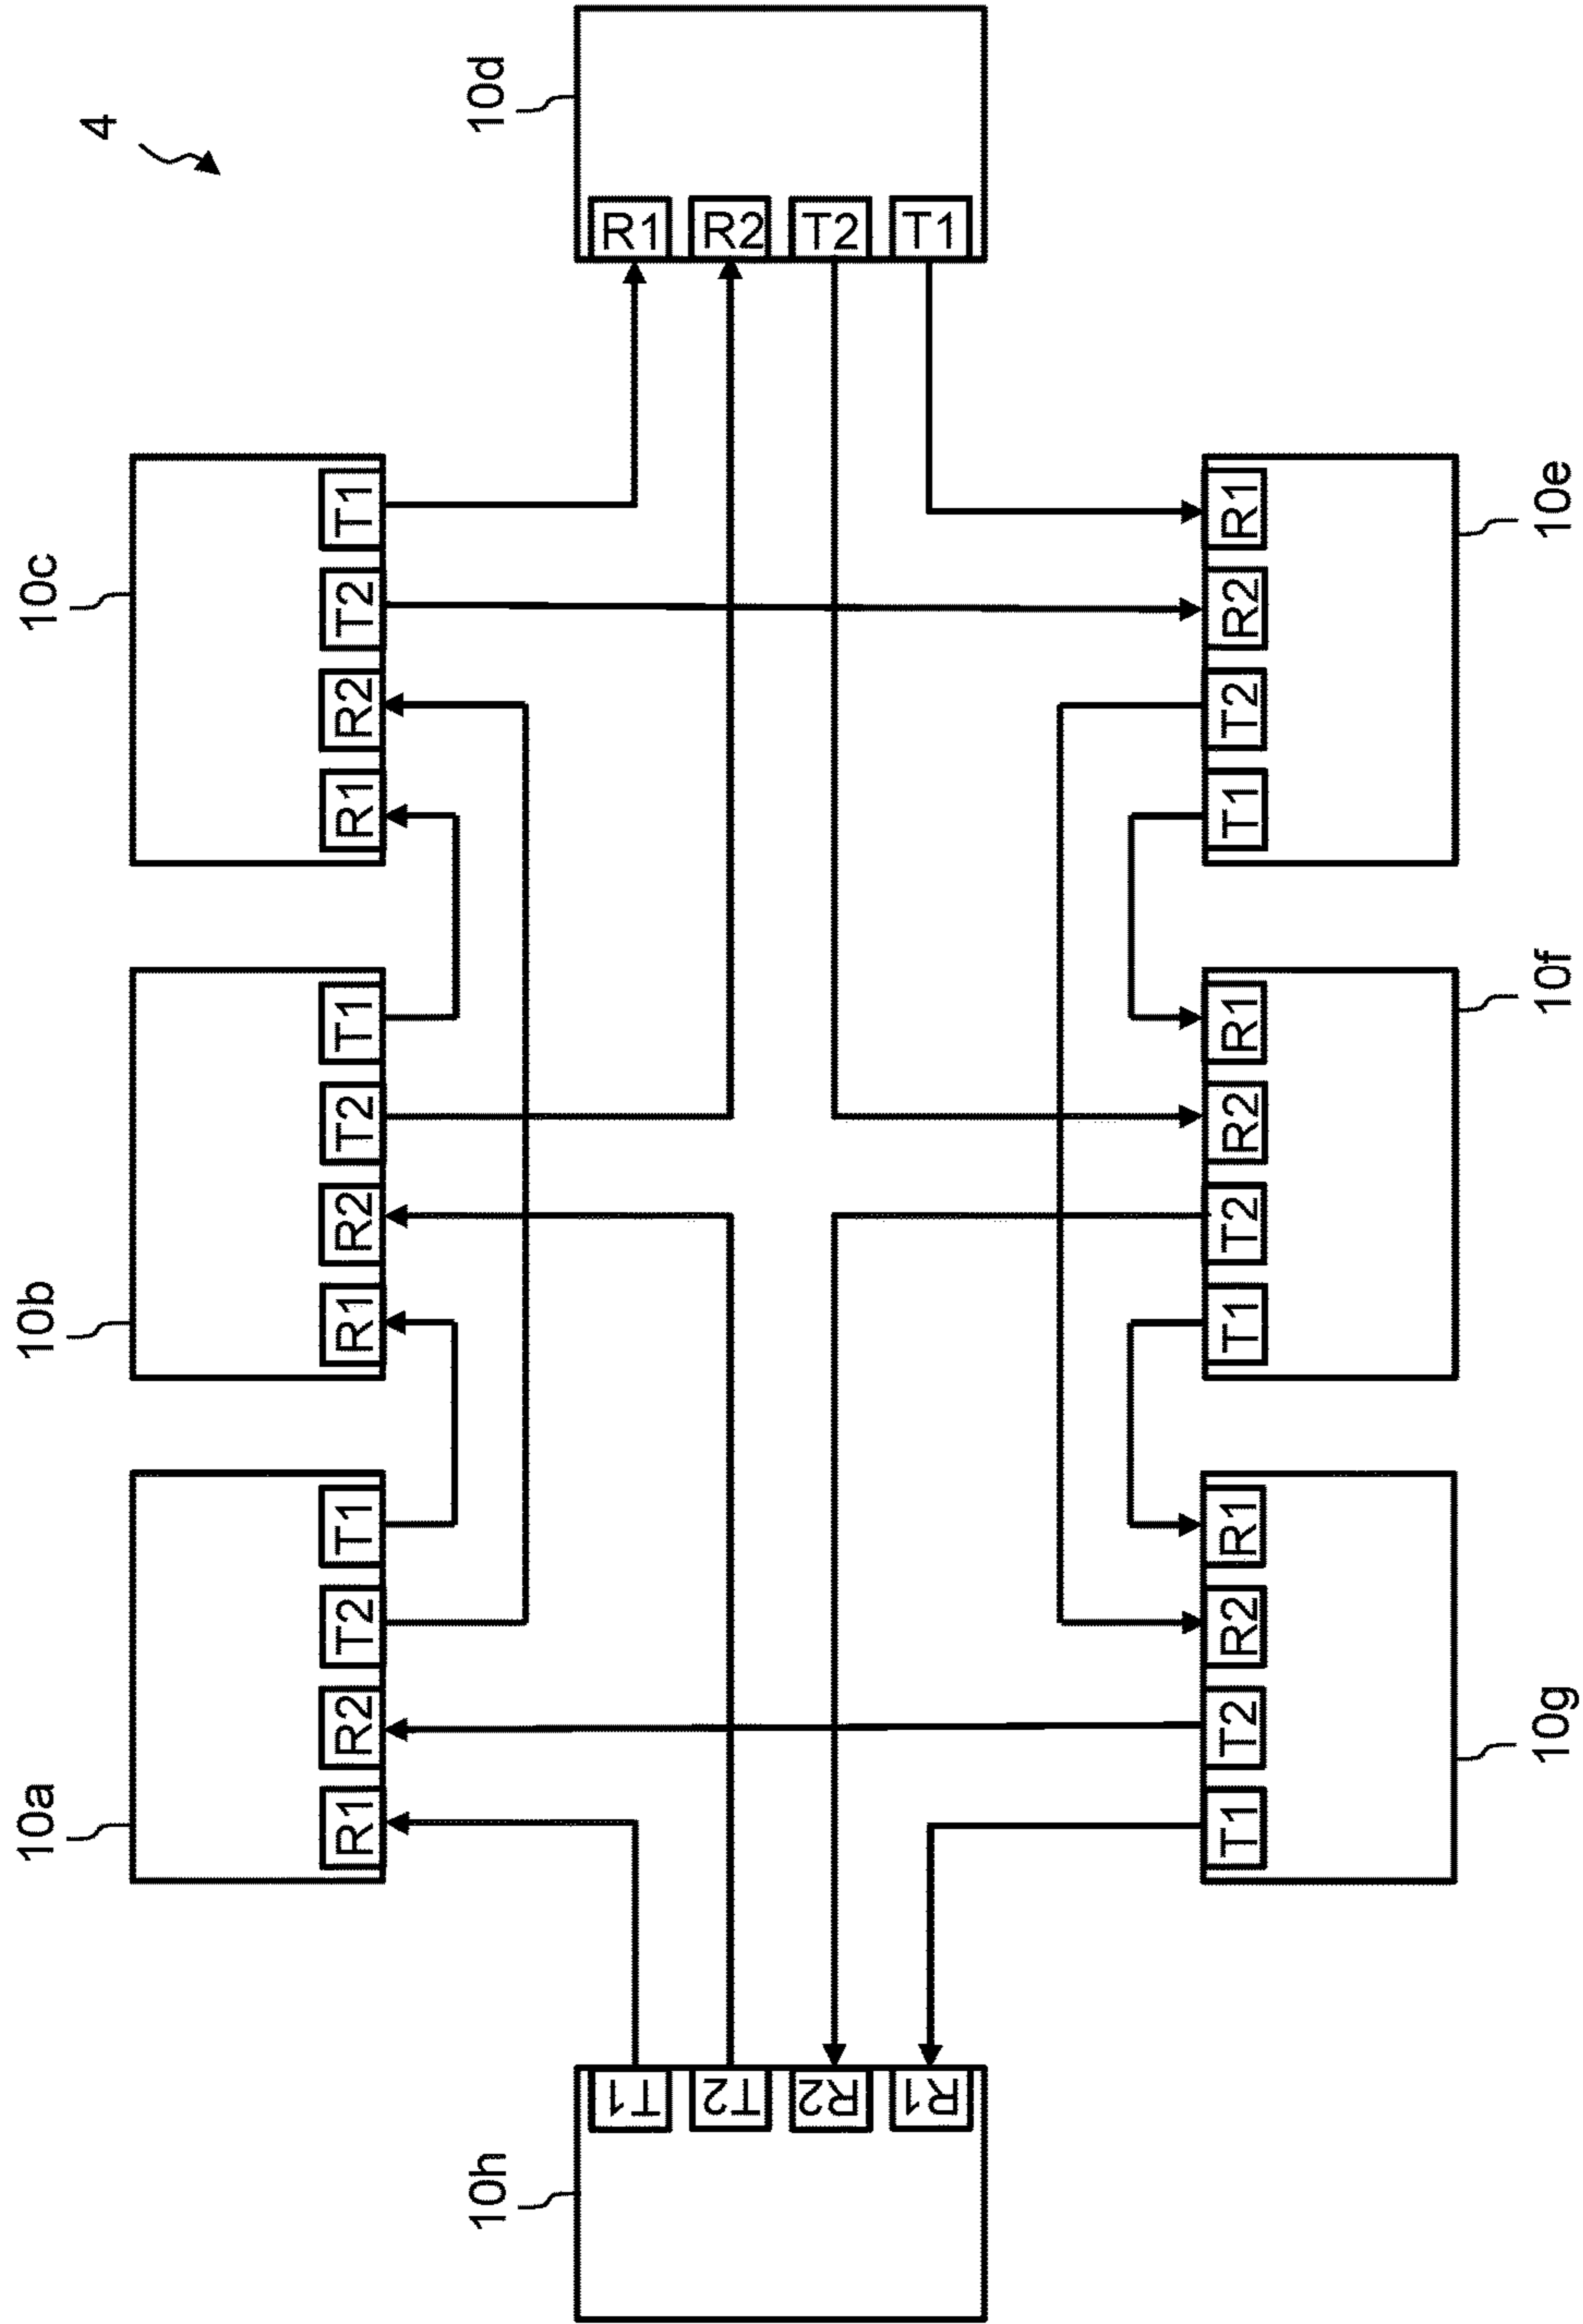 4
10a
10b
10c
R1 R2 T2 T1
R1 R2 T2 T1
R1 R2 T2 T1
10h
T1
T2
R2
R1
10d
R1
R2
T2
T1
T1 T2 R2 R1
T1 T2 R2 R1
T1 T2 R2 R1
10g
10f
10e